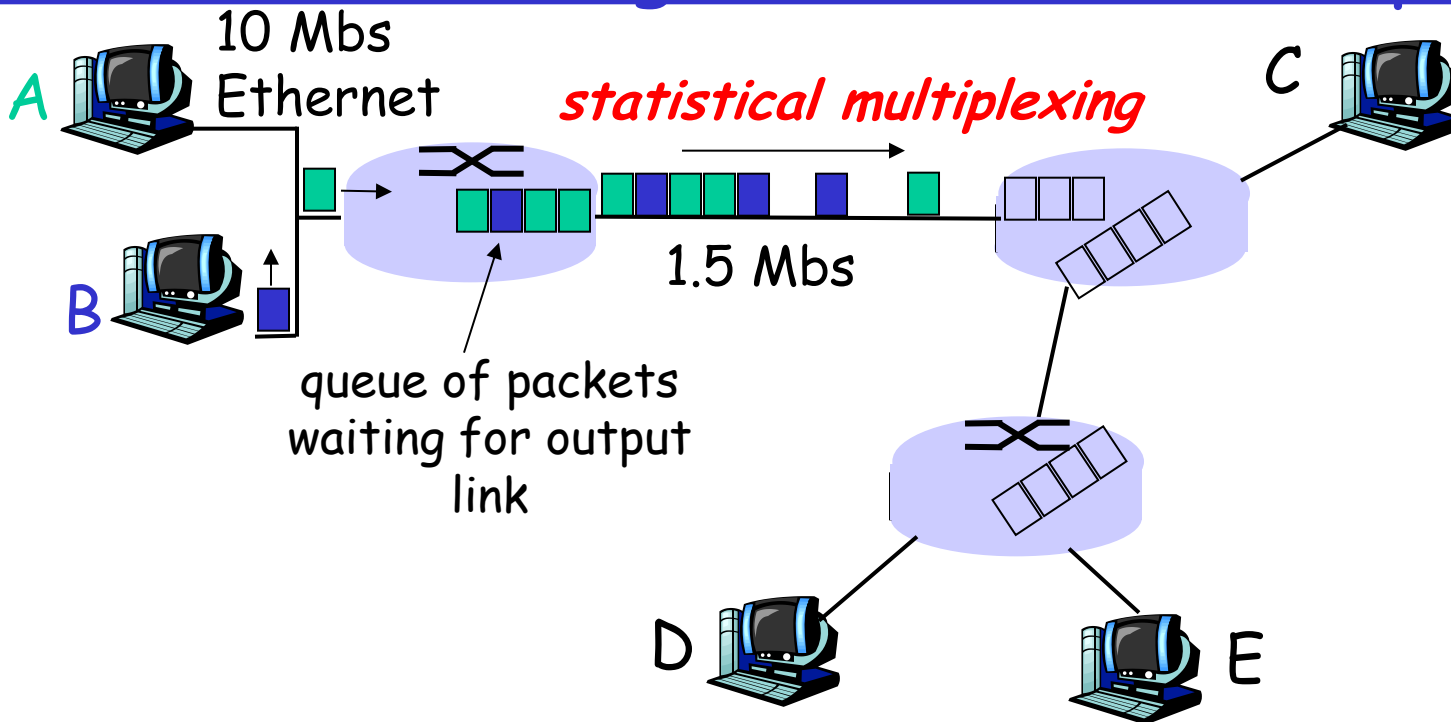 10 Mbs
Ethernet
A
statistical multiplexing
C
B
1.5 Mbs
queue of packets
waiting for output
link
D
E